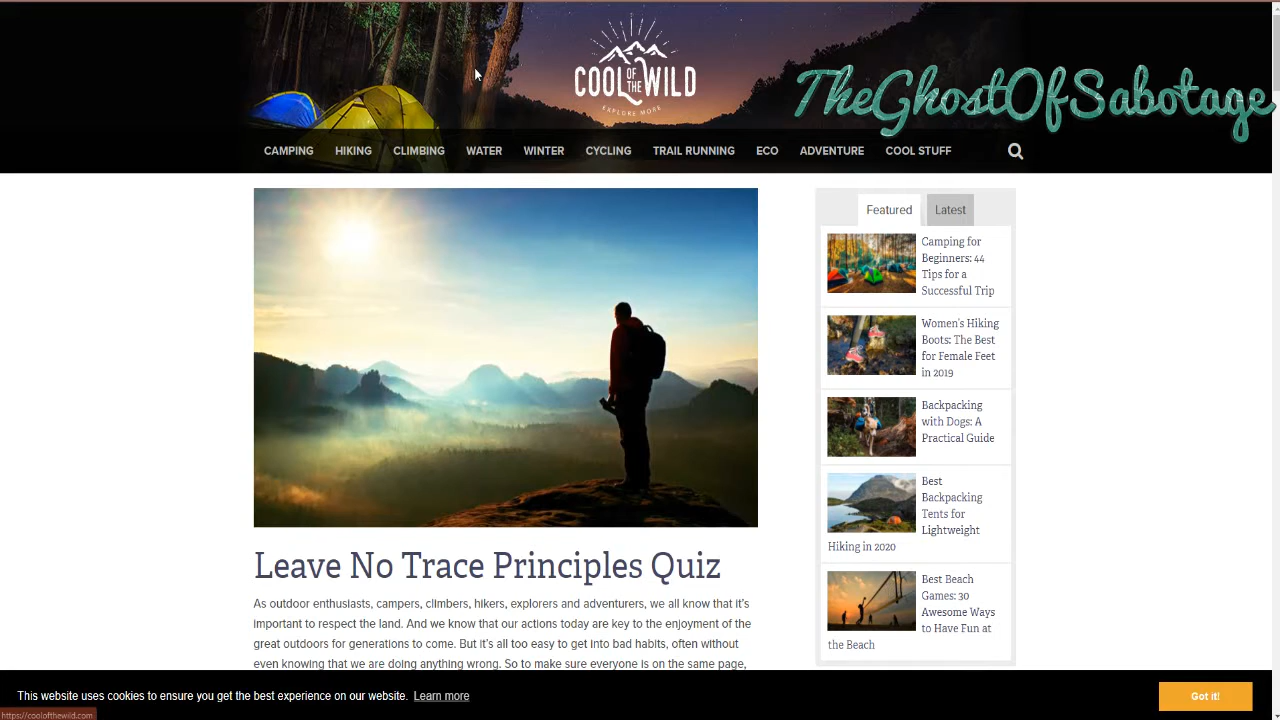 COOL OF THE WILD
EXPLORE MORE
TheGhostOfSabotage
CAMPING HIKING CLIMBING WATER WINTER CYCLING TRAIL RUNNING ECO ADVENTURE COOL STUFF
Featured Latest
Camping for
Beginners: 44
Tips for a
Successful Trip
Women's Hiking
Boots: The Best
for Female Feet
in 2019
Backpacking
with Dogs: A
Practical Guide
Best
Backpacking
Tents for
Lightweight
Hiking in 2020
Best Beach
Games: 30
Awesome Ways
to Have Fun at
the Beach
Leave No Trace Principles Quiz
As outdoor enthusiasts, campers, climbers, hikers, explorers and adventurers, we all know that it's
important to respect the land. And we know that our actions today are key to the enjoyment of the
great outdoors for generations to come. But it's all too easy to get into bad habits, often without
even knowing that we are doing anything wrong. So to make sure everyone is on the same page,
This website uses cookies to ensure you get the best experience on our website. Learn more
Got it!
https://coolofthewild.com